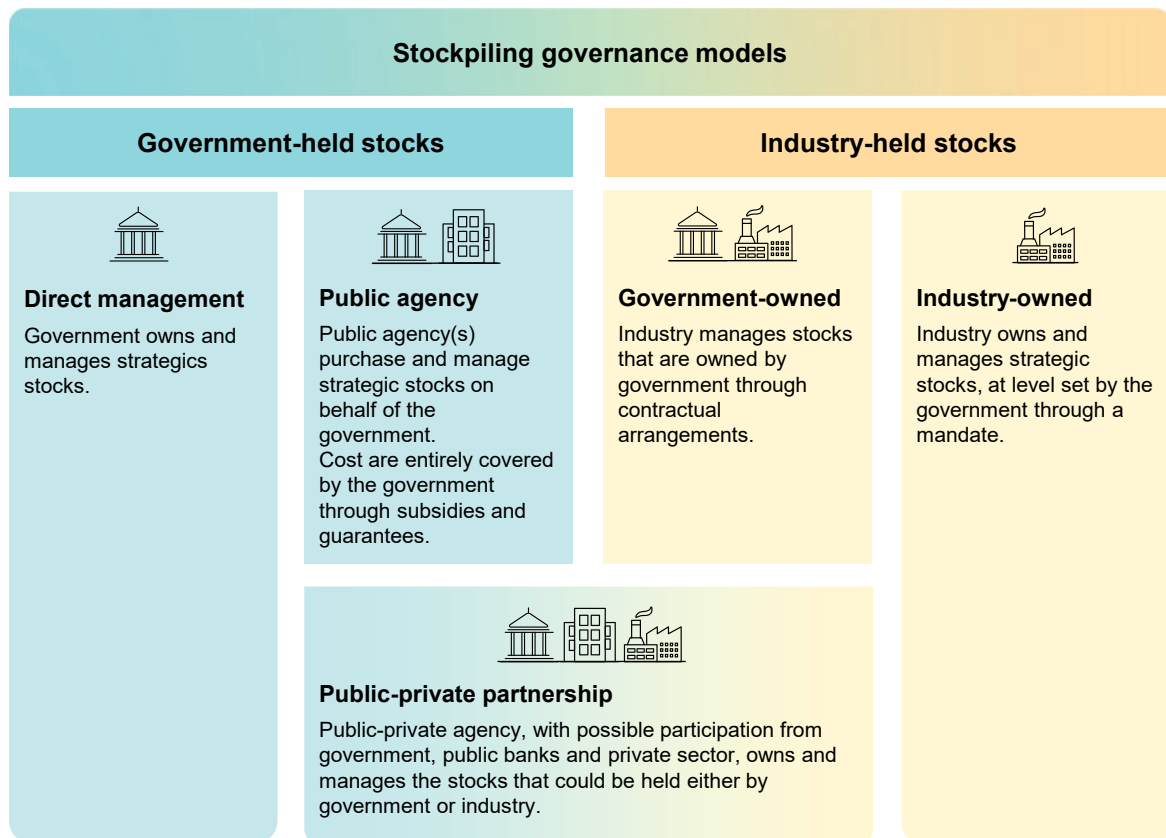 Stockpiling governance models
Government-held stocks
Industry-held stocks
Direct management
Government owns and
manages strategics
stocks.
Public agency
Public agency(s)
purchase and manage
strategic stocks on
behalf of the
government.
Cost are entirely covered
by the government
through subsidies and
guarantees.
Government-owned
Industry manages stocks
that are owned by
government through
contractual
arrangements.
Industry-owned
Industry owns and
manages strategic
stocks, at level set by the
government through a
mandate.
Public-private partnership
Public-private agency, with possible participation from
government, public banks and private sector, owns and
manages the stocks that could be held either by
government or industry.